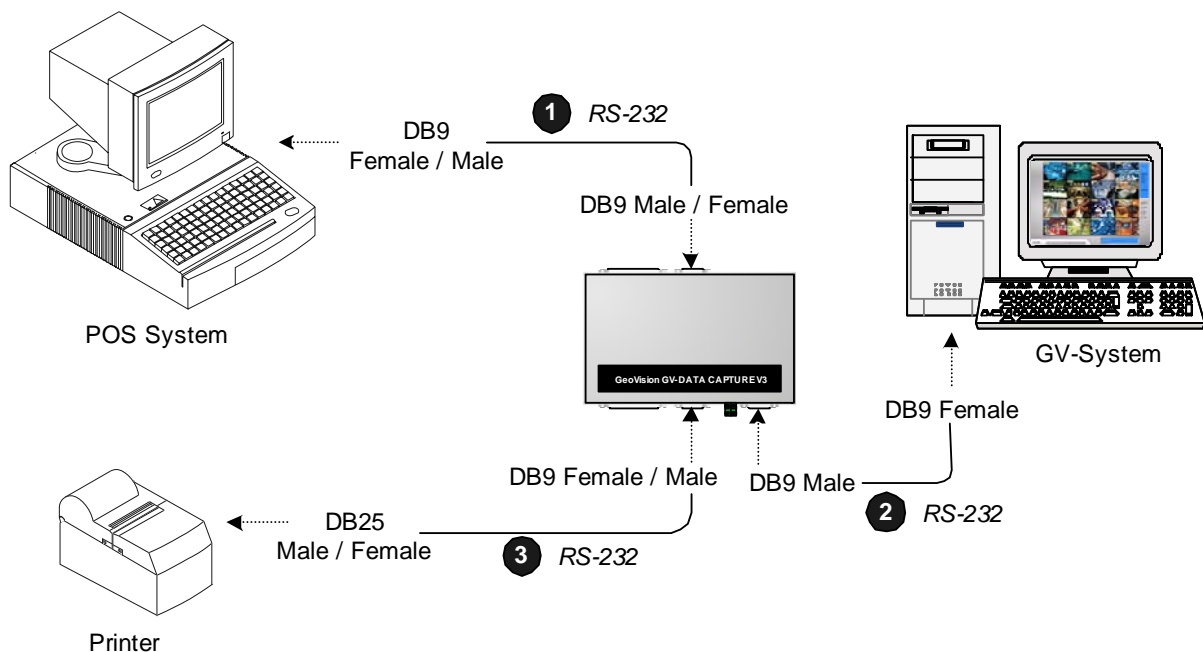 1 RS-232
DB9
Female / Male
DB9 Male / Female
POS System
GeoVision GV-DATA CAPTURE V3
GV-System
DB9 Female
DB9 Female / Male
DB9 Male
2 RS-232
DB25
Male / Female
3 RS-232
Printer